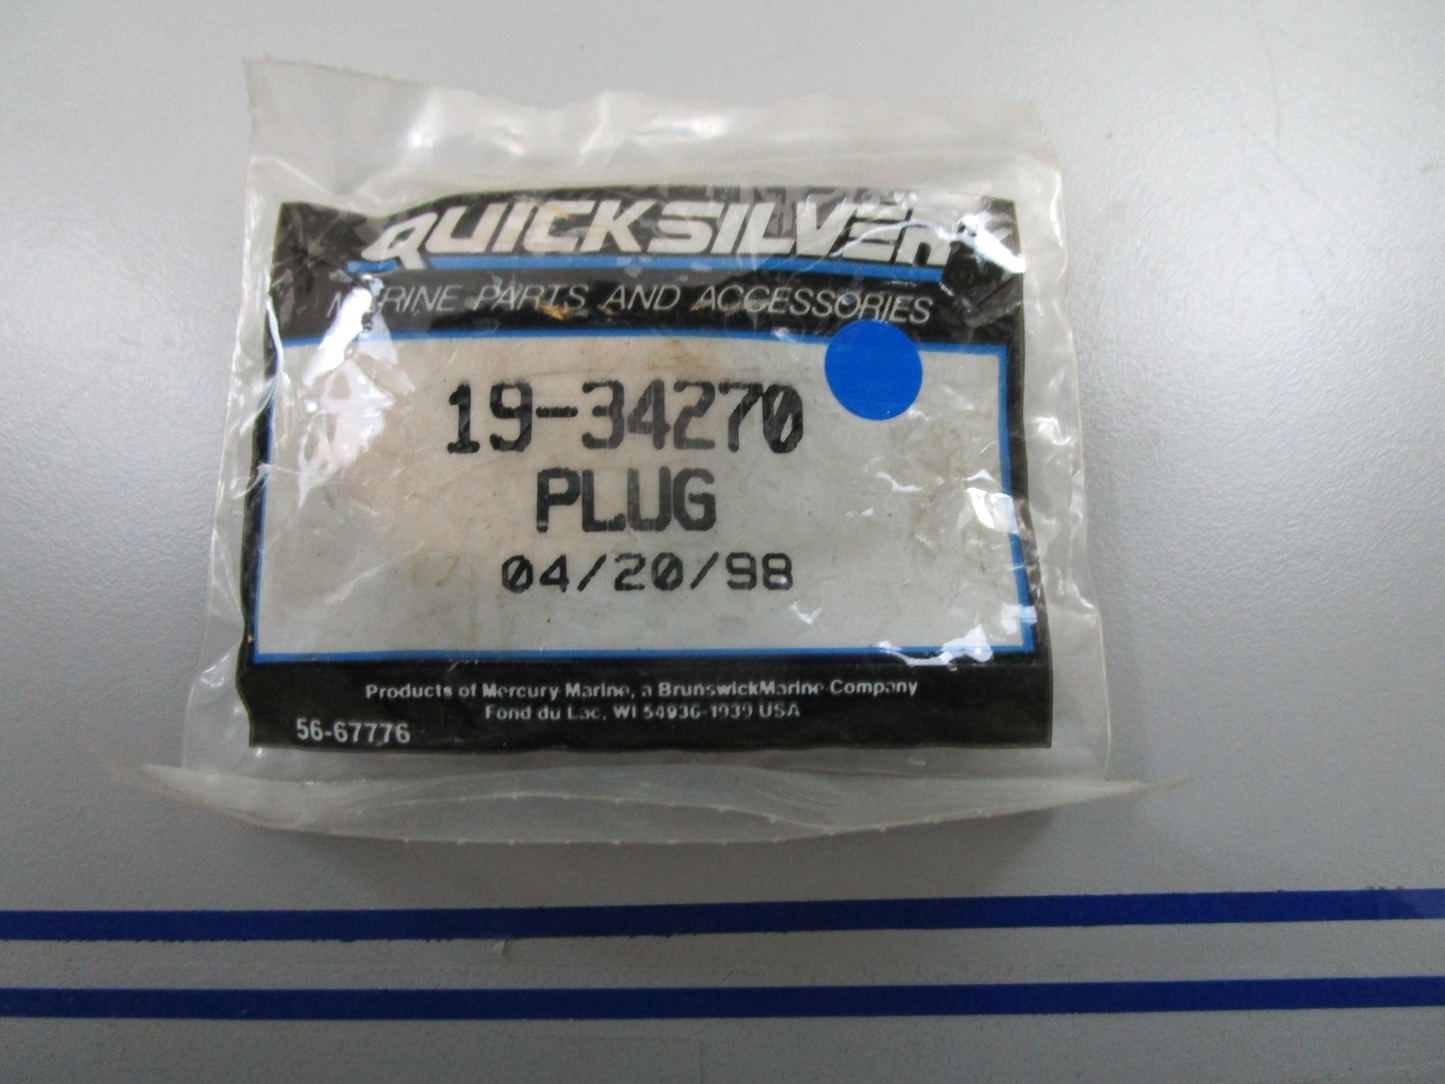 QUICKSILVER
MARINE PARTS AND ACCESSORIES
19-34270
PLUG
04/20/98
Products of Mercury Marine, a Brunswick Marine Company
Fond du Lac, WI 54936-1939 USA
56-67776